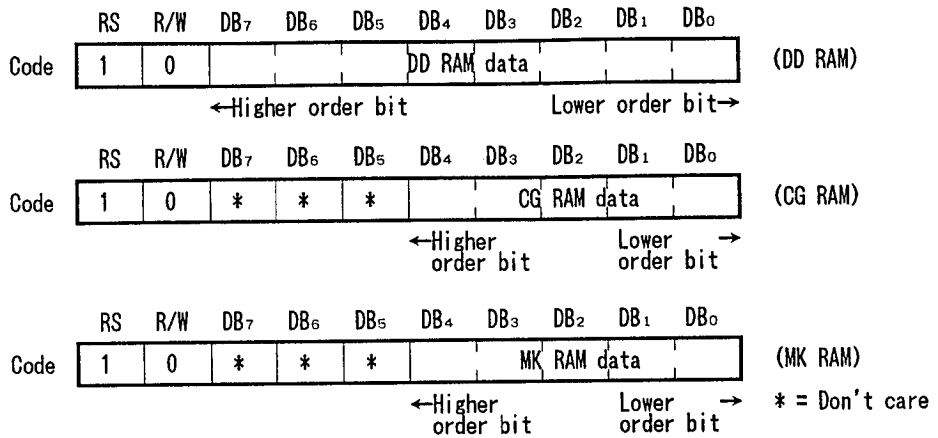 RS R/W DB₇ DB₆ DB₅ DB₄ DB₃ DB₂ DB₁ DB₀
Code 1 0 DD RAM data (DD RAM)
←Higher order bit Lower order bit→
RS R/W DB₇ DB₆ DB₅ DB₄ DB₃ DB₂ DB₁ DB₀
Code 1 0 * * * CG RAM data (CG RAM)
←Higher Lower →
order bit order bit
RS R/W DB₇ DB₆ DB₅ DB₄ DB₃ DB₂ DB₁ DB₀
Code 1 0 * * * MK RAM data (MK RAM)
←Higher Lower → * = Don't care
order bit order bit